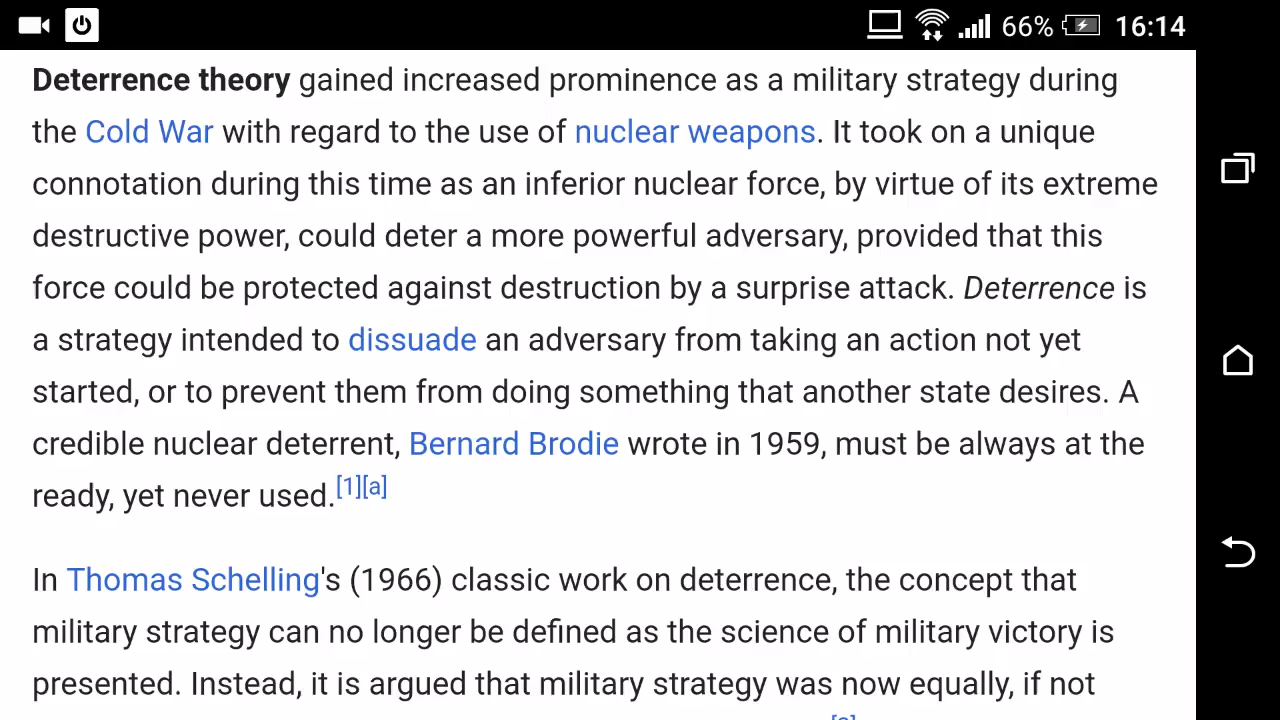 66% 16:14
Deterrence theory gained increased prominence as a military strategy during
the Cold War with regard to the use of nuclear weapons. It took on a unique
connotation during this time as an inferior nuclear force, by virtue of its extreme
destructive power, could deter a more powerful adversary, provided that this
force could be protected against destruction by a surprise attack. Deterrence is
a strategy intended to dissuade an adversary from taking an action not yet
started, or to prevent them from doing something that another state desires. A
credible nuclear deterrent, Bernard Brodie wrote in 1959, must be always at the
ready, yet never used.[1][a]
In Thomas Schelling's (1966) classic work on deterrence, the concept that
military strategy can no longer be defined as the science of military victory is
presented. Instead, it is argued that military strategy was now equally, if not